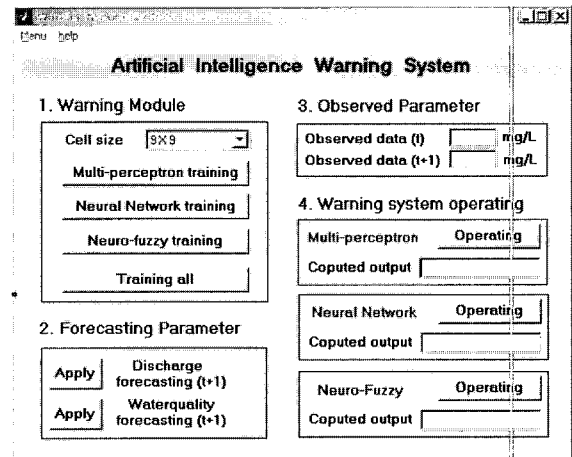 Menu help
Artificial Intelligence Warning System
1. Warning Module
Cell size 9X9
Multi-perceptron training
Neural Network training
Neuro-fuzzy training
Training all
2. Forecasting Parameter
Apply Discharge forecasting (t+1)
Apply Waterquality forecasting (t+1)
3. Observed Parameter
Observed data (t) mg/L
Observed data (t+1) mg/L
4. Warning system operating
Multi-perceptron Operating
Coputed output
Neural Network Operating
Coputed output
Neuro-Fuzzy Operating
Coputed output